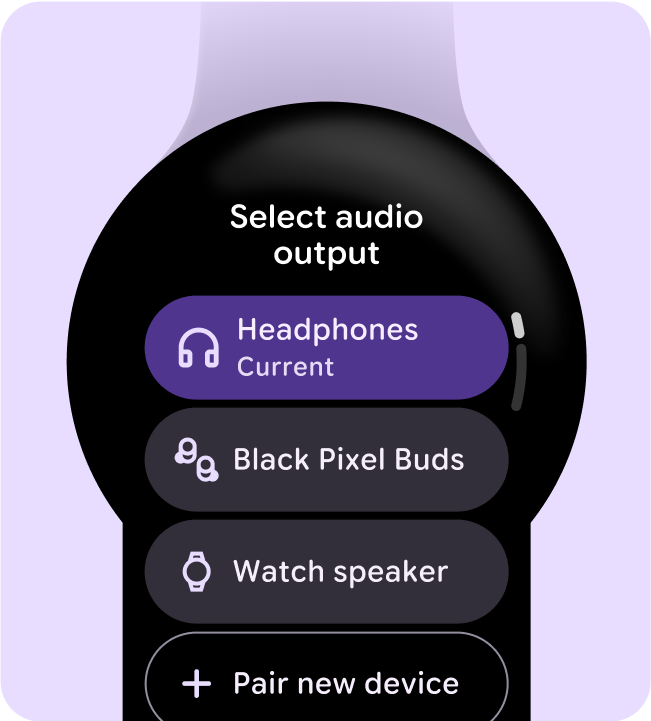 Select audio
output
Headphones
Current
Black Pixel Buds
Watch speaker
Pair new device